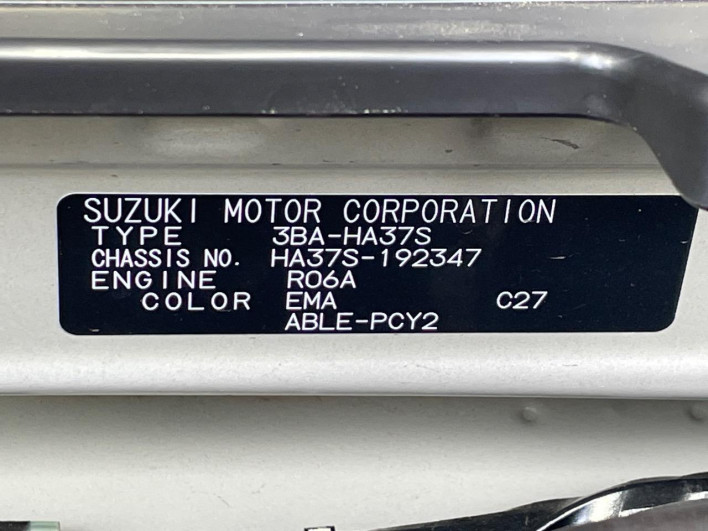 SUZUKI MOTOR CORPORATION
TYPE 3BA-HA37S
CHASSIS NO. HA37S-192347
ENGINE R06A
COLOR EMA C27
ABLE-PCY2